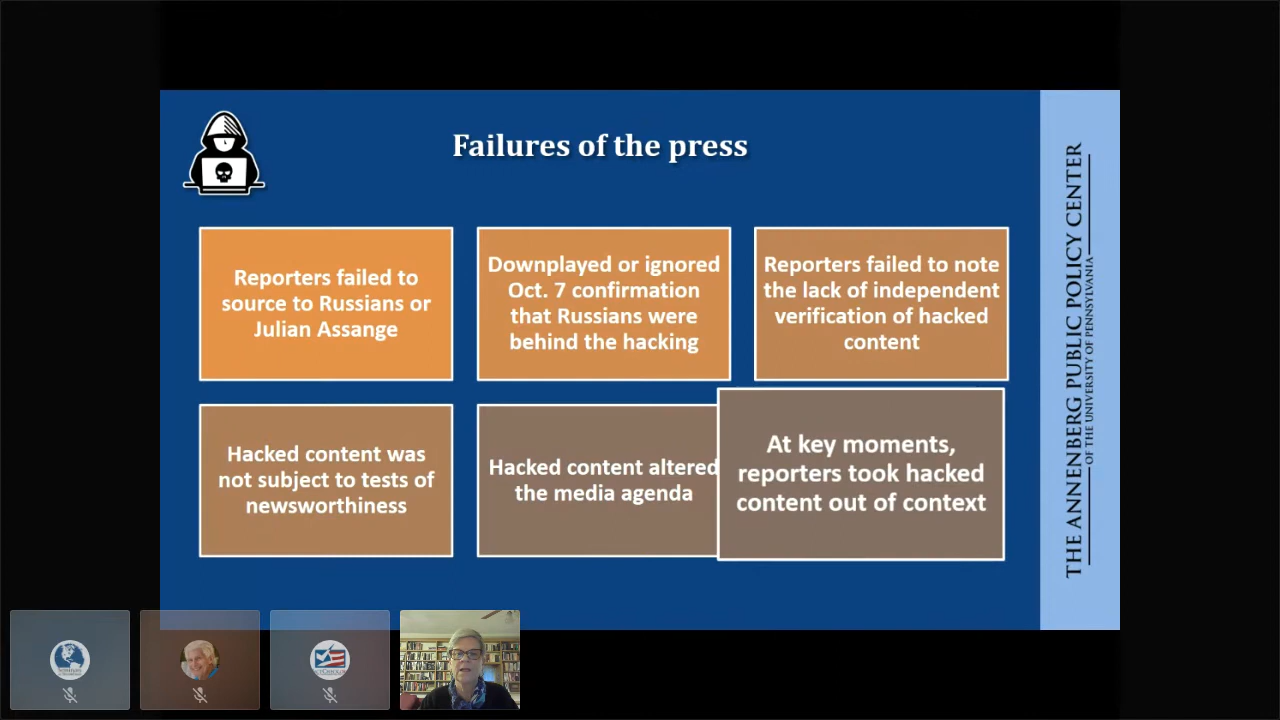 Failures of the press
Reporters failed to
source to Russians or
Julian Assange
Downplayed or ignored
Oct. 7 confirmation
that Russians were
behind the hacking
Reporters failed to note
the lack of independent
verification of hacked
content
Hacked content was
not subject to tests of
newsworthiness
Hacked content altered
the media agenda
At key moments,
reporters took hacked
content out of context
THE ANNENBERG PUBLIC POLICY CENTER
OF THE UNIVERSITY OF PENNSYLVANIA